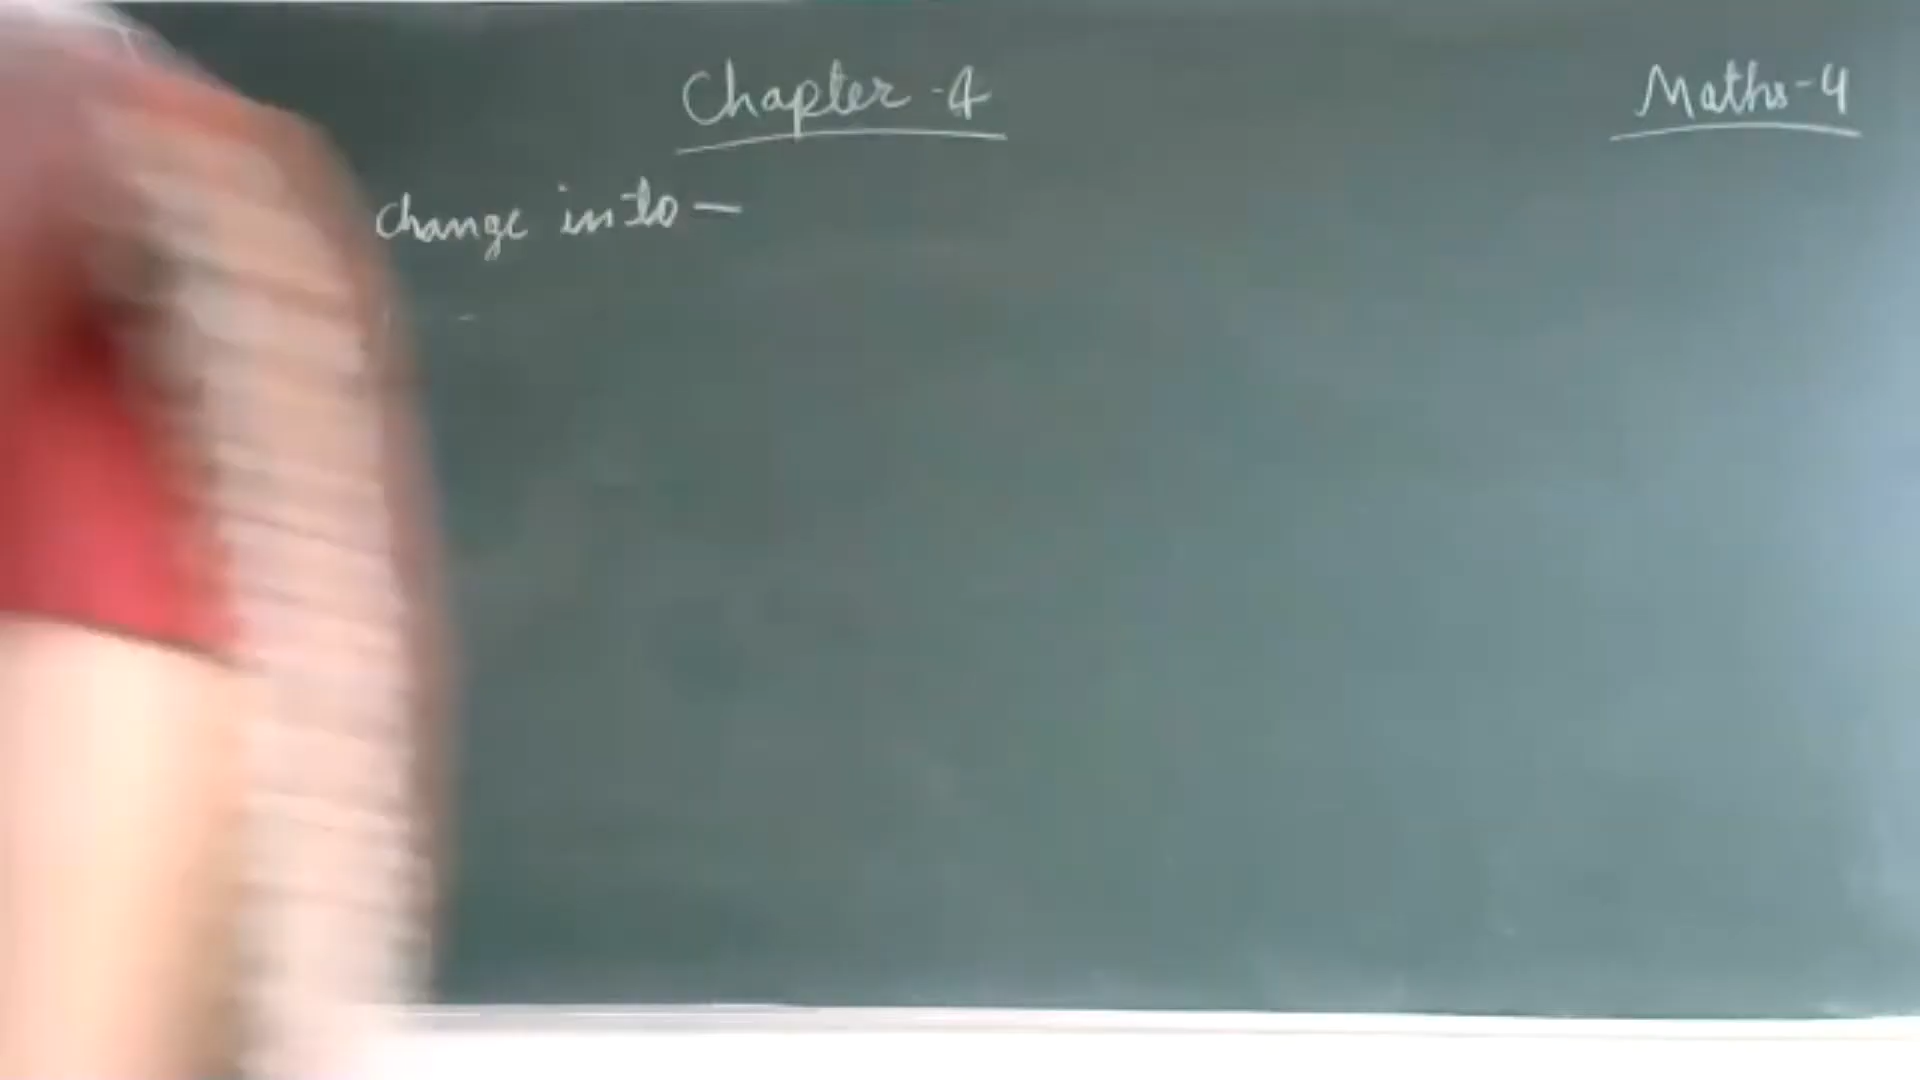 Chapter-4
Maths-4
change into —